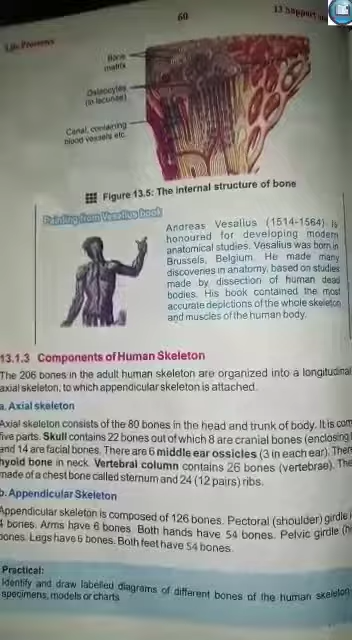 Life Processes
60
13 Support
Bone
matrix
Osteocytes
(in lacunae)
Canal, containing
blood vessels etc.
Figure 13.5: The internal structure of bone
Painting from Vesalius book
Andreas Vesalius (1514-1564) is
honoured for developing modern
anatomical studies. Vesalius was born in
Brussels, Belgium. He made many
discoveries in anatomy, based on studies
made by dissection of human dead
bodies. His book contained the most
accurate depictions of the whole skeleton
and muscles of the human body.
13.1.3 Components of Human Skeleton
The 206 bones in the adult human skeleton are organized into a longitudinal
axial skeleton, to which appendicular skeleton is attached.
a. Axial skeleton
Axial skeleton consists of the 80 bones in the head and trunk of body. It is com
five parts. Skull contains 22 bones out of which 8 are cranial bones (enclosing
and 14 are facial bones. There are 6 middle ear ossicles (3 in each ear). There
hyoid bone in neck. Vertebral column contains 26 bones (vertebrae). The
made of a chest bone called sternum and 24 (12 pairs) ribs.
b. Appendicular Skeleton
Appendicular skeleton is composed of 126 bones. Pectoral (shoulder) girdle
4 bones. Arms have 6 bones. Both hands have 54 bones. Pelvic girdle (h
bones. Legs have 6 bones. Both feet have 54 bones.
Practical:
Identify and draw labelled diagrams of different bones of the human skeleton
specimens, models or charts